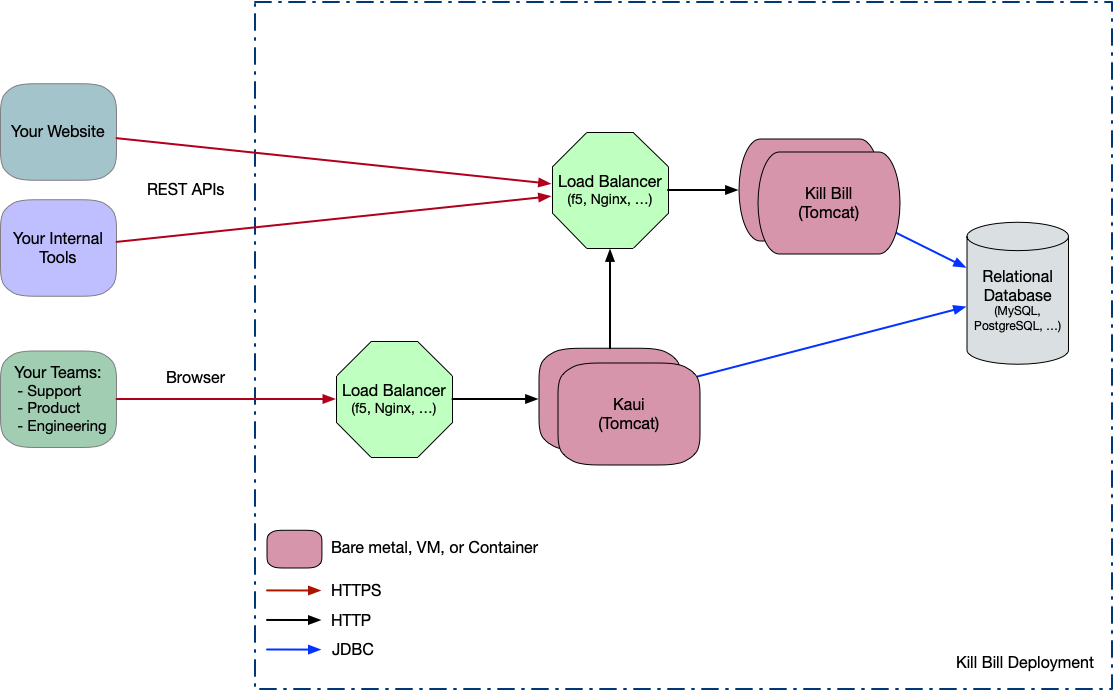 Your Website
REST APIs
Your Internal
Tools
Load Balancer
(f5, Nginx, ...)
Kill Bill
(Tomcat)
Relational
Database
(MySQL,
PostgreSQL, ...)
Your Teams:
- Support
- Product
- Engineering
Browser
Load Balancer
(f5, Nginx, ...)
Kaui
(Tomcat)
Bare metal, VM, or Container
HTTPS
HTTP
JDBC
Kill Bill Deployment